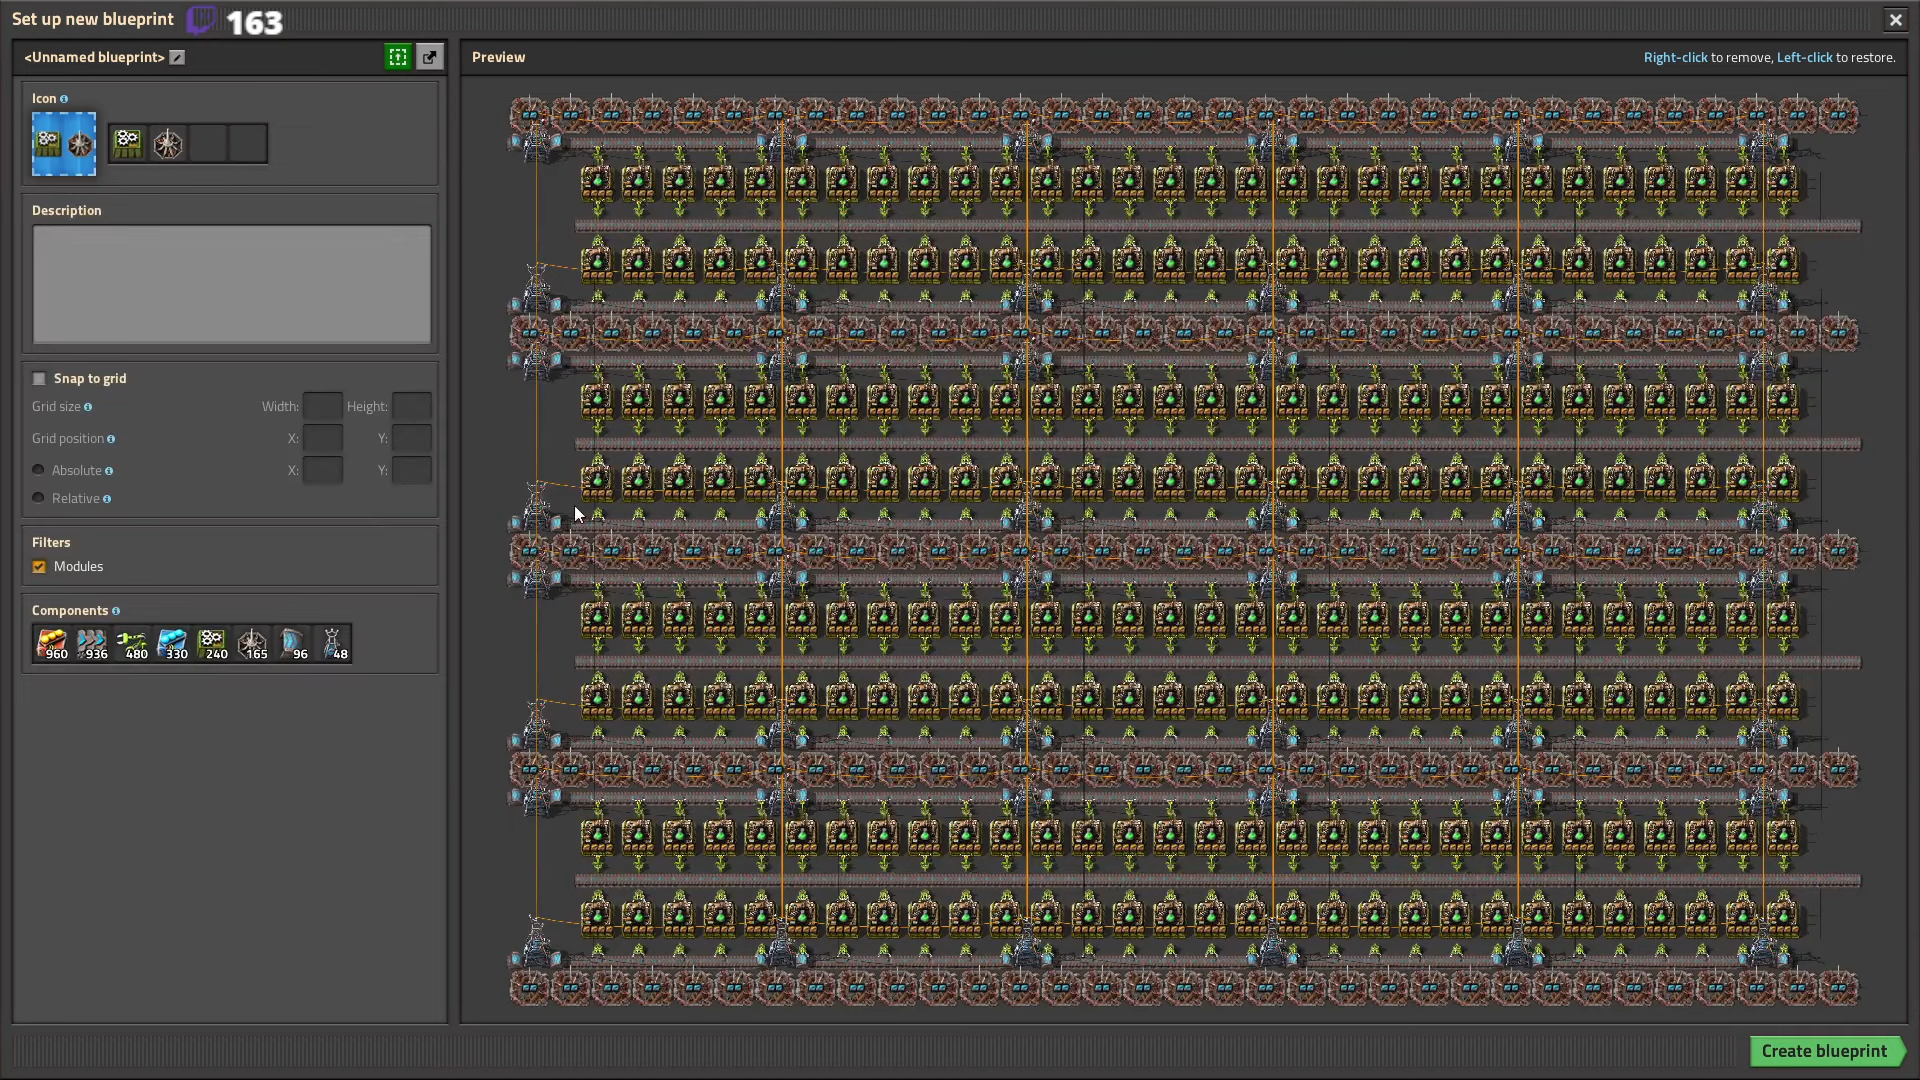 Set up new blueprint 163
<Unnamed blueprint>
Preview
Right-click to remove, Left-click to restore.
Icon
Description
Snap to grid
Grid size Width: Height:
Grid position X: Y:
Absolute X: Y:
Relative
Filters
Modules
Components
960 936 480 330 240 165 96 48
Create blueprint